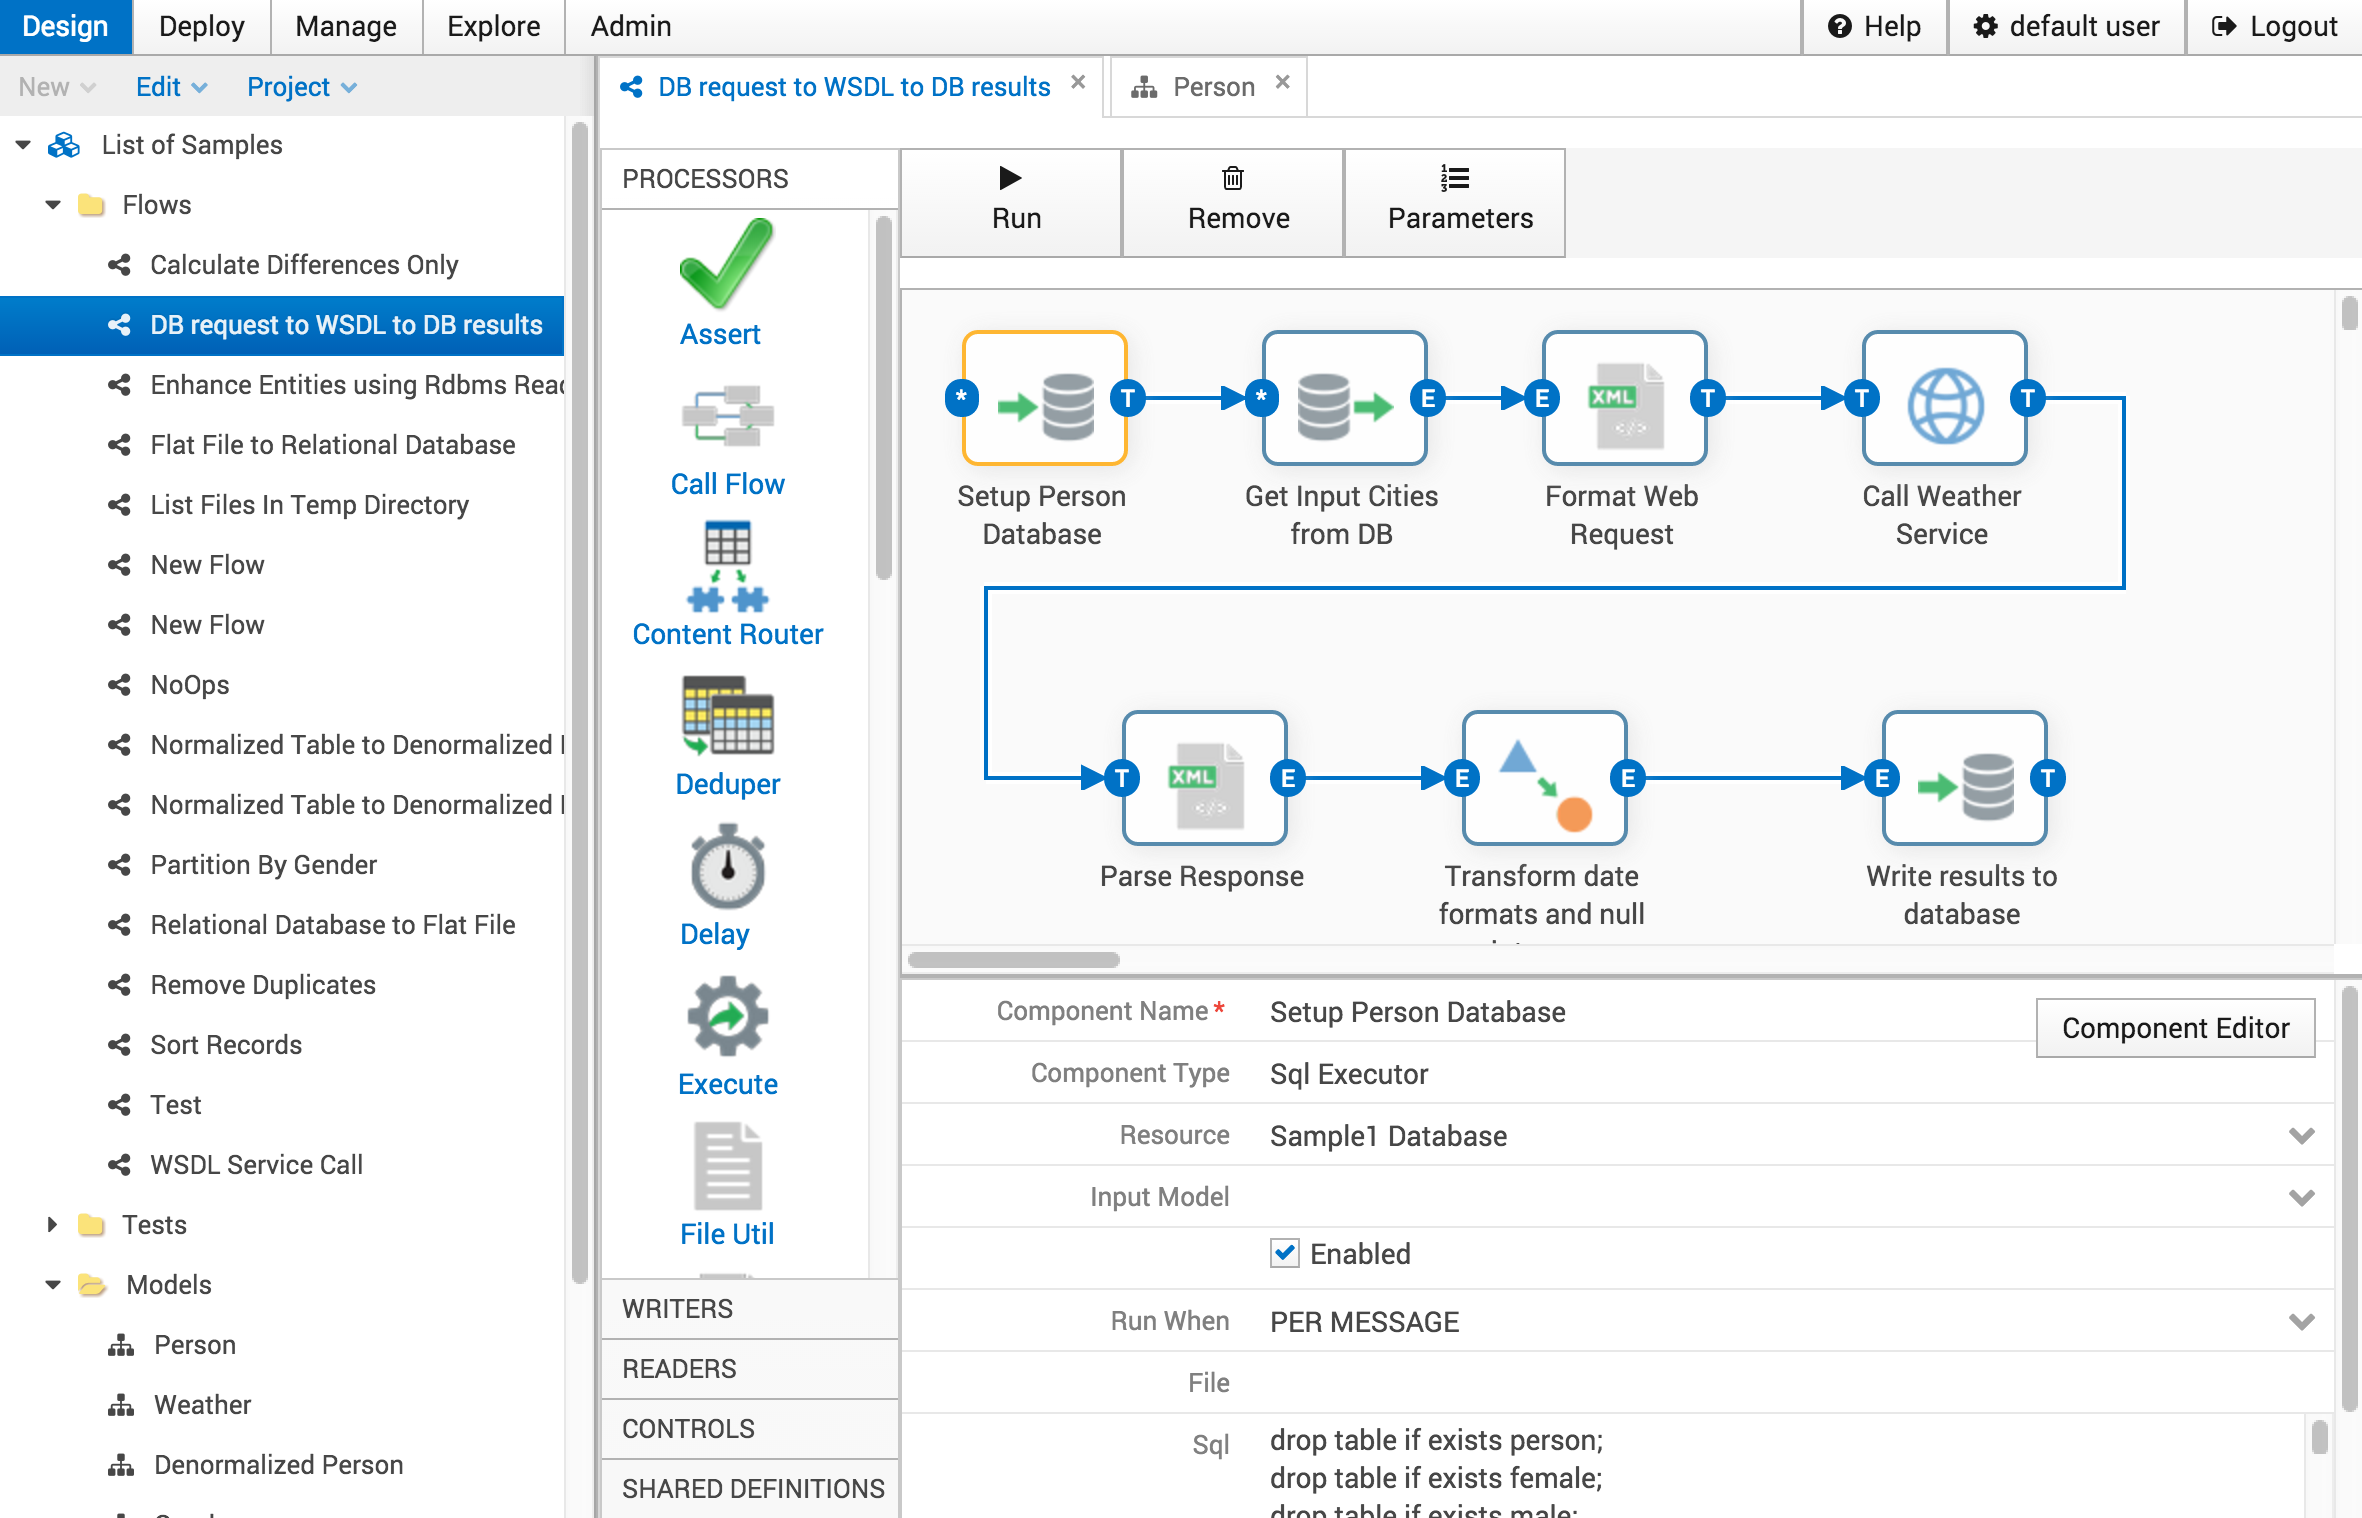 Design Deploy Manage Explore Admin Help default user Logout
New Edit Project
List of Samples
Flows
Calculate Differences Only
DB request to WSDL to DB results
Enhance Entities using Rdbms
Flat File to Relational Database
List Files In Temp Directory
New Flow
New Flow
NoOps
Normalized Table to Denormalized
Normalized Table to Denormalized
Partition By Gender
Relational Database to Flat File
Remove Duplicates
Sort Records
Test
WSDL Service Call
Tests
Models
Person
Weather
Denormalized Person
DB request to WSDL to DB results × Person ×
PROCESSORS
Assert
Call Flow
Content Router
Deduper
Delay
Execute
File Util
WRITERS
READERS
CONTROLS
SHARED DEFINITIONS
Run Remove Parameters
* T * E E XML T T T
Setup Person
Database
Get Input Cities
from DB
Format Web
Request
Call Weather
Service
T XML E E E E T
Parse Response
Transform date
formats and null
Write results to
database
Component Name* Setup Person Database
Component Editor
Component Type Sql Executor
Resource Sample1 Database
Input Model
Enabled
Run When PER MESSAGE
File
Sql drop table if exists person;
drop table if exists female;
drop table if exists male;